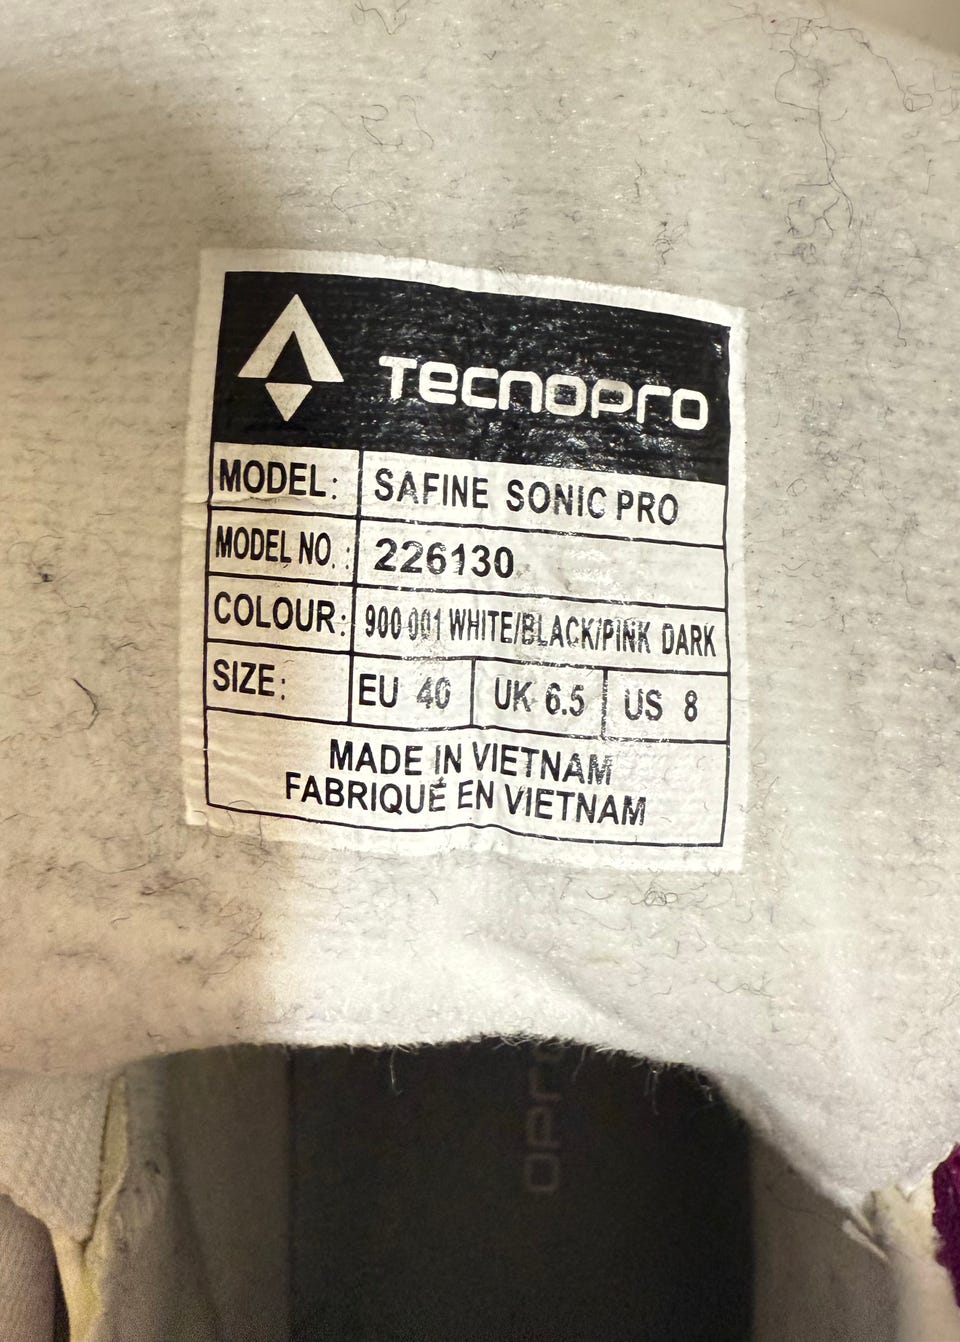 TECNOPRO
MODEL: SAFINE SONIC PRO
MODEL NO.: 226130
COLOUR: 900 001 WHITE/BLACK/PINK DARK
SIZE: EU 40 UK 6.5 US 8
MADE IN VIETNAM
FABRIQUÉ EN VIETNAM
OPro